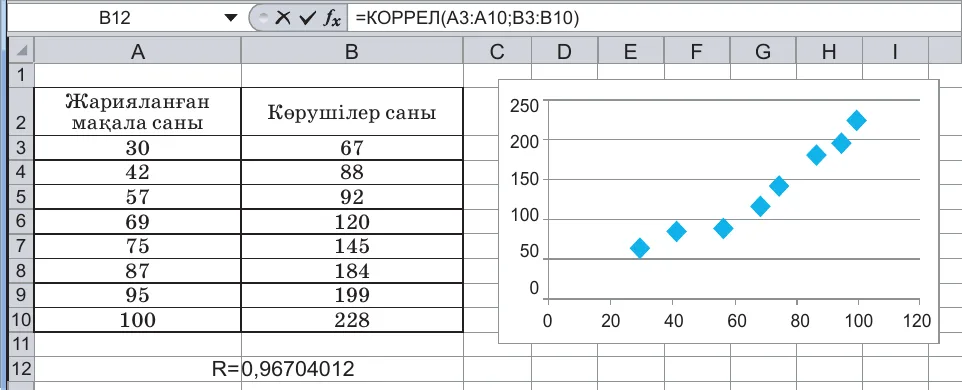 B12 fx =КОРРЕЛ(A3:A10;B3:B10)
A B C D E F G H I
1
2 Жарияланған мақала саны Көрушілер саны
3 30 67
4 42 88
5 57 92
6 69 120
7 75 145
8 87 184
9 95 199
10 100 228
11
12 R=0,96704012
250
200
150
100
50
0
0 20 40 60 80 100 120